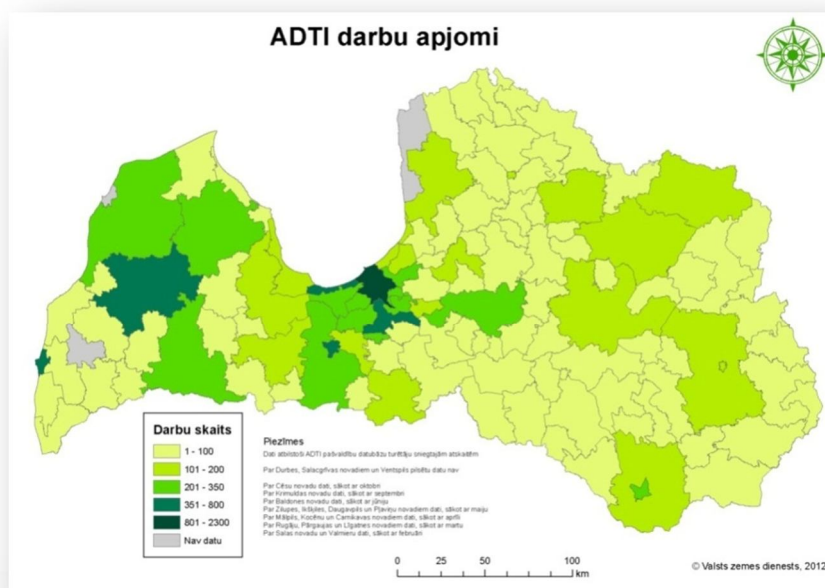 ADTI darbu apjomi
Darbu skaits
1 - 100
101 - 200
201 - 350
351 - 800
801 - 2300
Nav datu
Piezīmes
Dati atbilstoši ADTI pašvaldību datubāzu turētāju sniegtajām atskaitēm
Par Durbes, Salacgrīvas novadiem un Ventspils pilsētu datu nav
Par Cēsu novadu dati, sākot ar oktobri
Par Krimuldas novadu dati, sākot ar septembri
Par Baldones novadu dati, sākot ar jūniju
Par Zilupes, Ikšķiles, Daugavpils un Pļaviņu novadiem dati, sākot ar maiju
Par Mālpils, Kocēnu un Carnikavas novadiem dati, sākot ar aprīli
Par Rugāju, Pārgaujas un Līgatnes novadiem dati, sākot ar martu
Par Salas novadu un Valmieru dati, sākot ar februāri
0 25 50 100
km
© Valsts zemes dienests, 2012